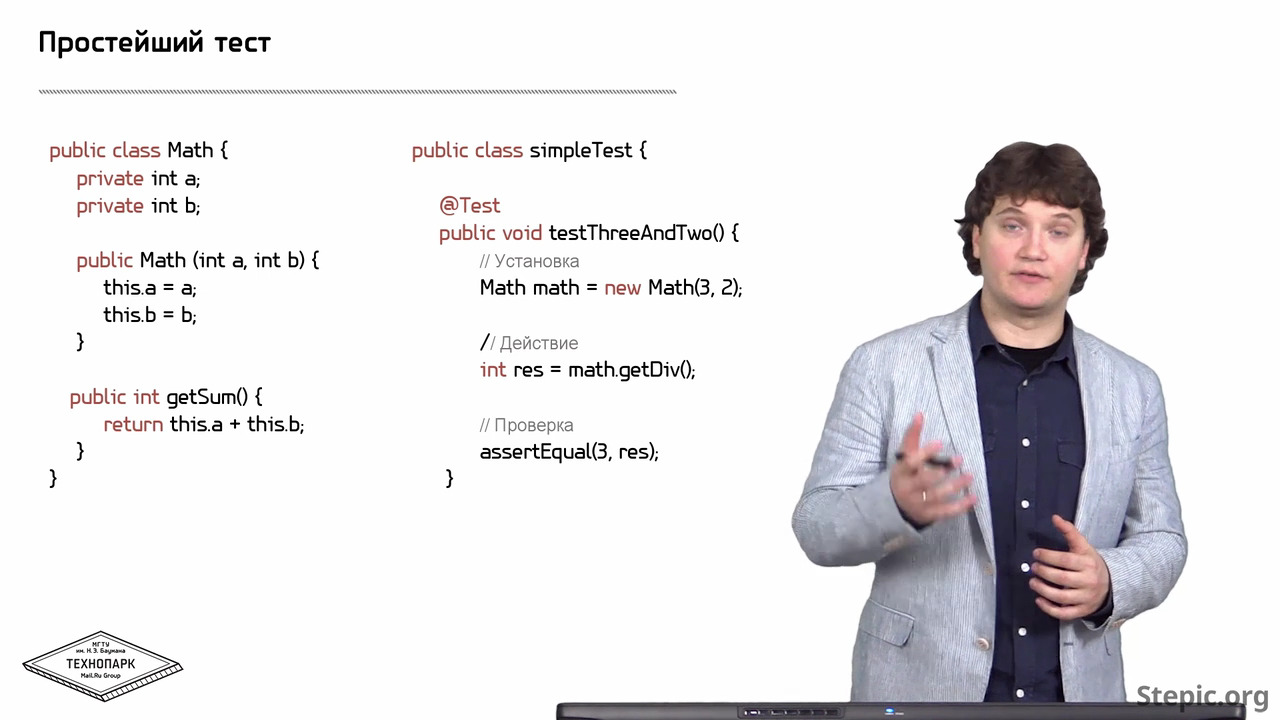 Простейший тест
public class Math {
private int a;
private int b;
public Math (int a, int b) {
this.a = a;
this.b = b;
}
public int getSum() {
return this.a + this.b;
}
}
public class simpleTest {
@Test
public void testThreeAndTwo() {
// Установка
Math math = new Math(3, 2);
// Действие
int res = math.getDiv();
// Проверка
assertEqual(3, res);
}
МГТУ
им. Н.Э. Баумана
ТЕХНОПАРК
Mail.Ru Group
Stepic.org